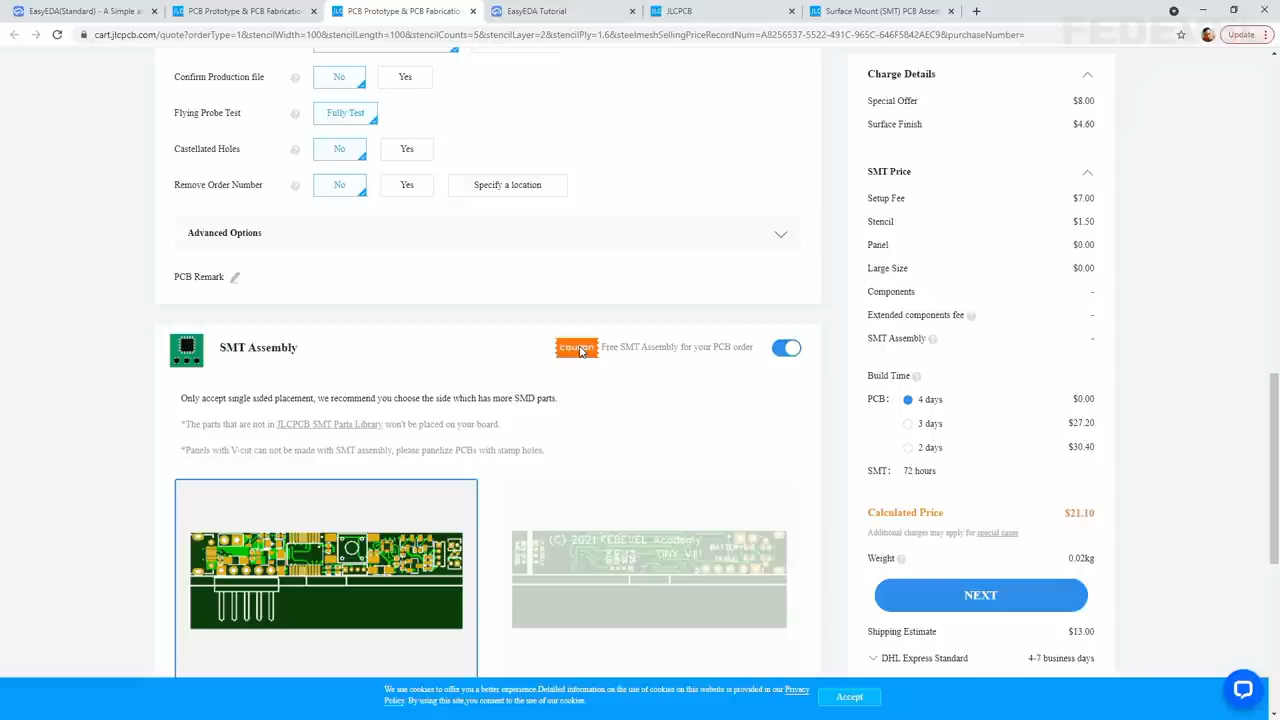 EasyEDA(Standard) - A Simple a
PCB Prototype & PCB Fabricatio
PCB Prototype & PCB Fabricatio
EasyEDA Tutorial
JLCPCB
Surface Mount (SMT) PCB Assem
cart.jlcpcb.com/quote?orderType=1&stencilWidth=100&stencilLength=100&stencilCounts=5&stencilLayer=2&stencilPly=1.6&steelmeshSellingPriceRecordNum=A8256537-5522-491C-965C-646F5842AEC9&purchaseNumber=
Update
FEDEVEL
Confirm Production file
No
Yes
Flying Probe Test
Fully Test
Castellated Holes
No
Yes
Remove Order Number
No
Yes
Specify a location
Advanced Options
PCB Remark
SMT Assembly
coupon
Free SMT Assembly for your PCB order
Only accept single sided placement, we recommend you choose the side which has more SMD parts.
*The parts that are not in JLCPCB SMT Parts Library won't be placed on your board.
*Panels with V-cut can not be made with SMT assembly, please panelize PCBs with stamp holes.
(C) 2021 FEDEVEL Academy
Charge Details
Special Offer $8.00
Surface Finish $4.60
SMT Price
Setup Fee $7.00
Stencil $1.50
Panel $0.00
Large Size $0.00
Components -
Extended components fee -
SMT Assembly -
Build Time
PCB: 4 days $0.00
3 days $27.20
2 days $30.40
SMT: 72 hours
Calculated Price $21.10
Additional charges may apply for special cases
Weight 0.02kg
NEXT
Shipping Estimate $13.00
DHL Express Standard 4-7 business days
We use cookies to offer you a better experience.Detailed information on the use of cookies on this website is provided in our Privacy
Policy. By using this site,you consent to the use of our cookies.
Accept